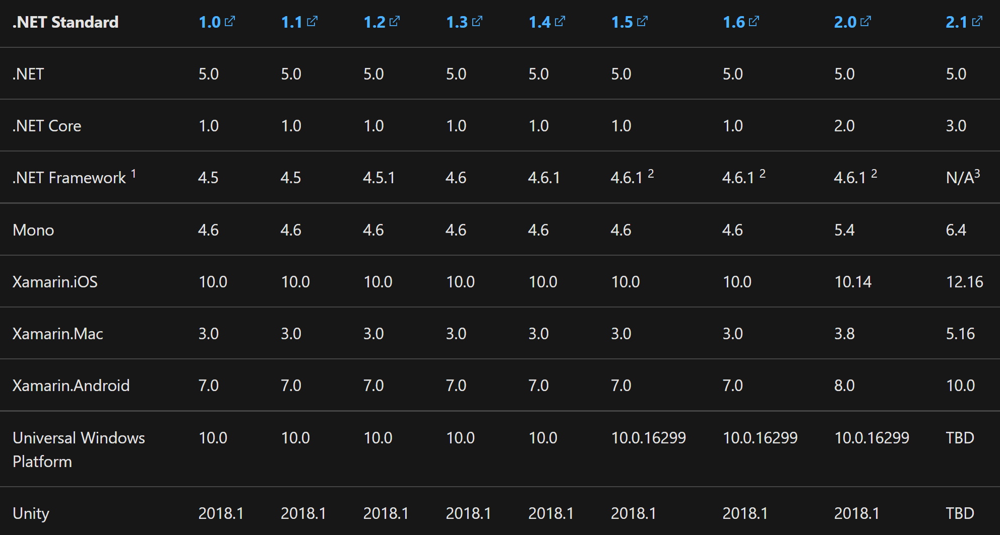 .NET Standard 1.0 1.1 1.2 1.3 1.4 1.5 1.6 2.0 2.1
.NET 5.0 5.0 5.0 5.0 5.0 5.0 5.0 5.0 5.0
.NET Core 1.0 1.0 1.0 1.0 1.0 1.0 1.0 2.0 3.0
.NET Framework ¹ 4.5 4.5 4.5.1 4.6 4.6.1 4.6.1 ² 4.6.1 ² 4.6.1 ² N/A³
Mono 4.6 4.6 4.6 4.6 4.6 4.6 4.6 5.4 6.4
Xamarin.iOS 10.0 10.0 10.0 10.0 10.0 10.0 10.0 10.14 12.16
Xamarin.Mac 3.0 3.0 3.0 3.0 3.0 3.0 3.0 3.8 5.16
Xamarin.Android 7.0 7.0 7.0 7.0 7.0 7.0 7.0 8.0 10.0
Universal Windows 10.0 10.0 10.0 10.0 10.0 10.0.16299 10.0.16299 10.0.16299 TBD
Platform
Unity 2018.1 2018.1 2018.1 2018.1 2018.1 2018.1 2018.1 2018.1 TBD